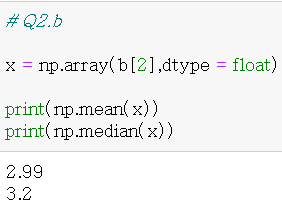 # Q2.b
x = np.array(b[2],dtype = float)
print(np.mean(x))
print(np.median(x))
2.99
3.2